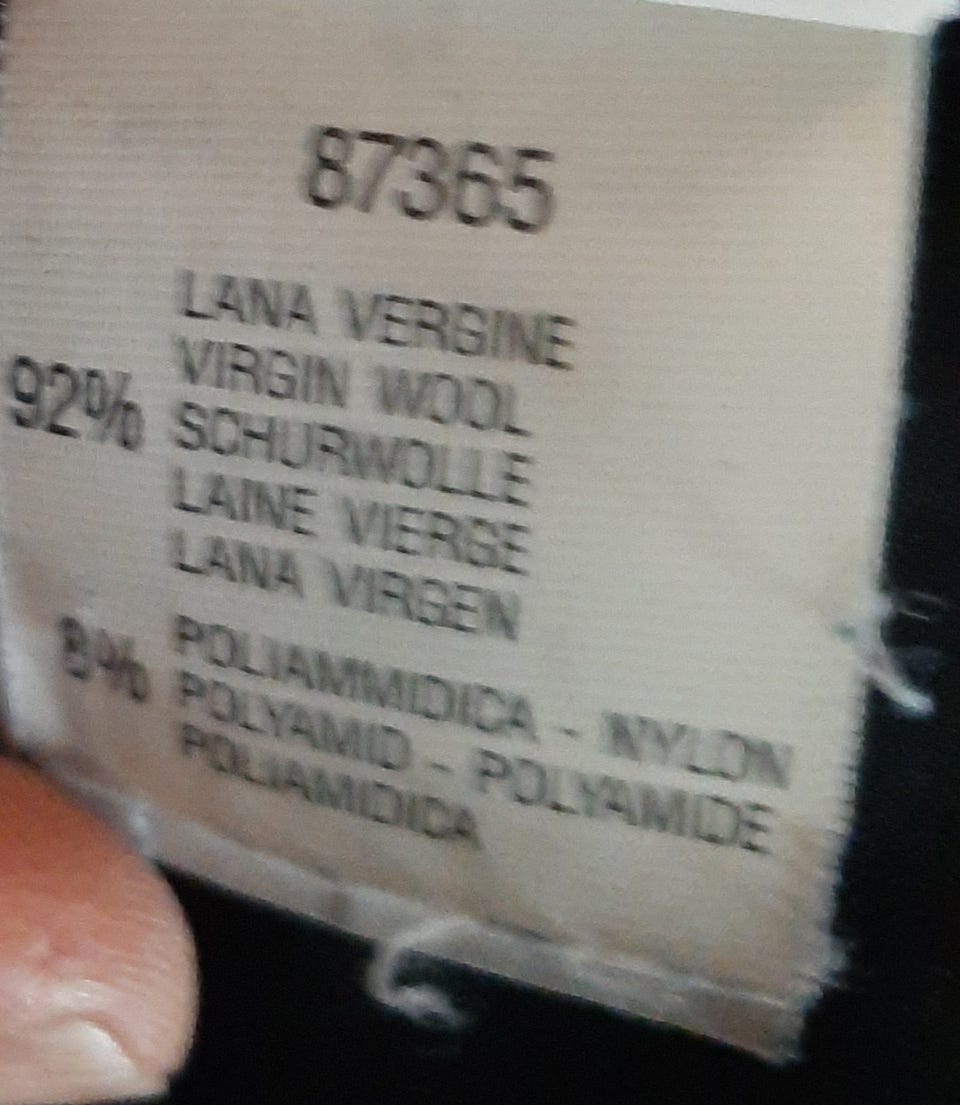 87365
LANA VERGINE
VIRGIN WOOL
92% SCHURWOLLE
LAINE VIERGE
LANA VIRGEN
8% POLIAMMIDICA - NYLON
POLYAMID - POLYAMIDE
POLIAMIDICA